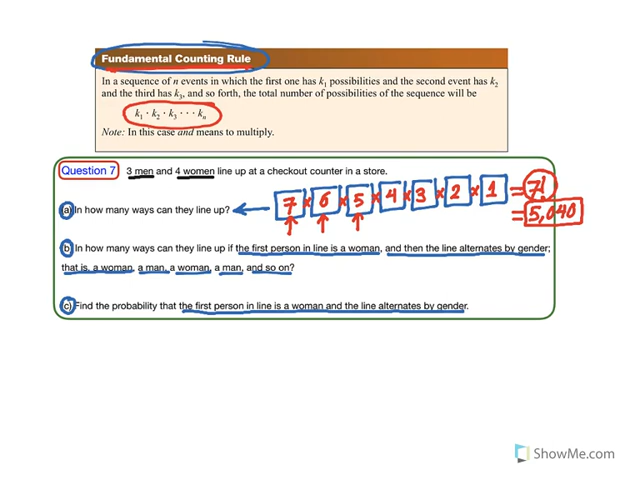 Fundamental Counting Rule
In a sequence of n events in which the first one has k₁ possibilities and the second event has k₂
and the third has k₃, and so forth, the total number of possibilities of the sequence will be
k₁ · k₂ · k₃ · · · kₙ
Note: In this case and means to multiply.
Question 7 3 men and 4 women line up at a checkout counter in a store.
(a) In how many ways can they line up? 7 × 6 × 5 × 4 × 3 × 2 × 1 = 7!
= 5,040
(b) In how many ways can they line up if the first person in line is a woman, and then the line alternates by gender;
that is, a woman, a man, a woman, a man, and so on?
(c) Find the probability that the first person in line is a woman and the line alternates by gender.
ShowMe.com